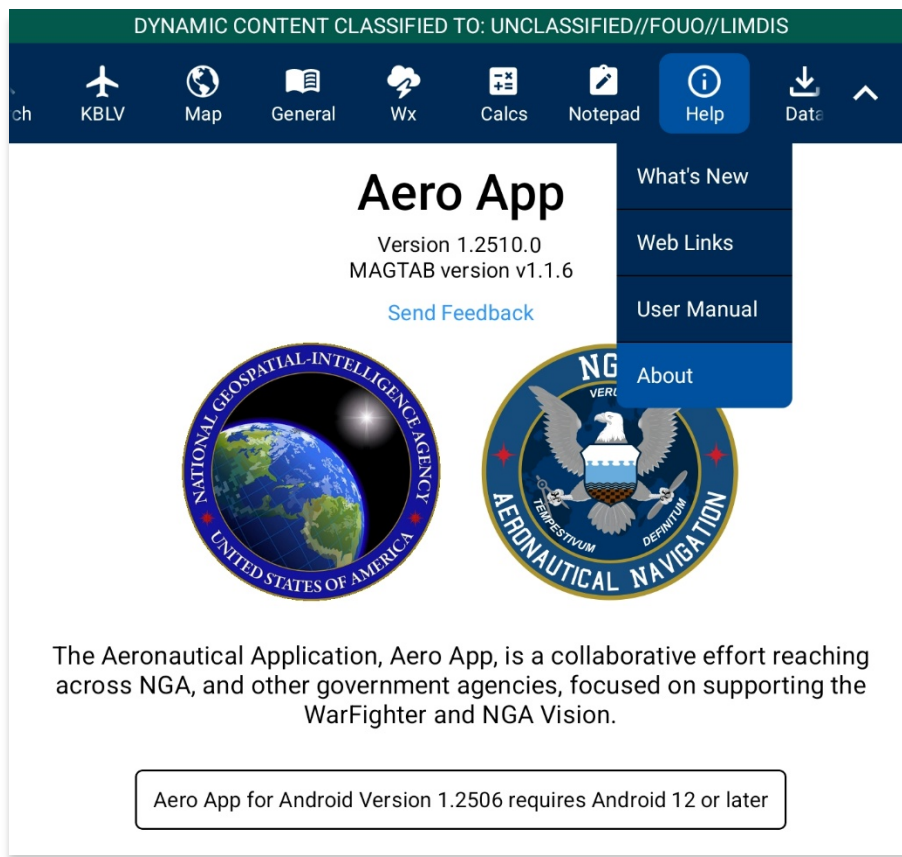 DYNAMIC CONTENT CLASSIFIED TO: UNCLASSIFIED//FOUO//LIMDIS
ch
KBLV
Map
General
Wx
Calcs
Notepad
Help
Data
What's New
Web Links
User Manual
About
Aero App
Version 1.2510.0
MAGTAB version v1.1.6
Send Feedback
NATIONAL GEOSPATIAL-INTELLIGENCE AGENCY
UNITED STATES OF AMERICA
NG
VER
TEMPESTIVUM
DEFINITUM
AERONAUTICAL NAVIGATION
The Aeronautical Application, Aero App, is a collaborative effort reaching
across NGA, and other government agencies, focused on supporting the
WarFighter and NGA Vision.
Aero App for Android Version 1.2506 requires Android 12 or later